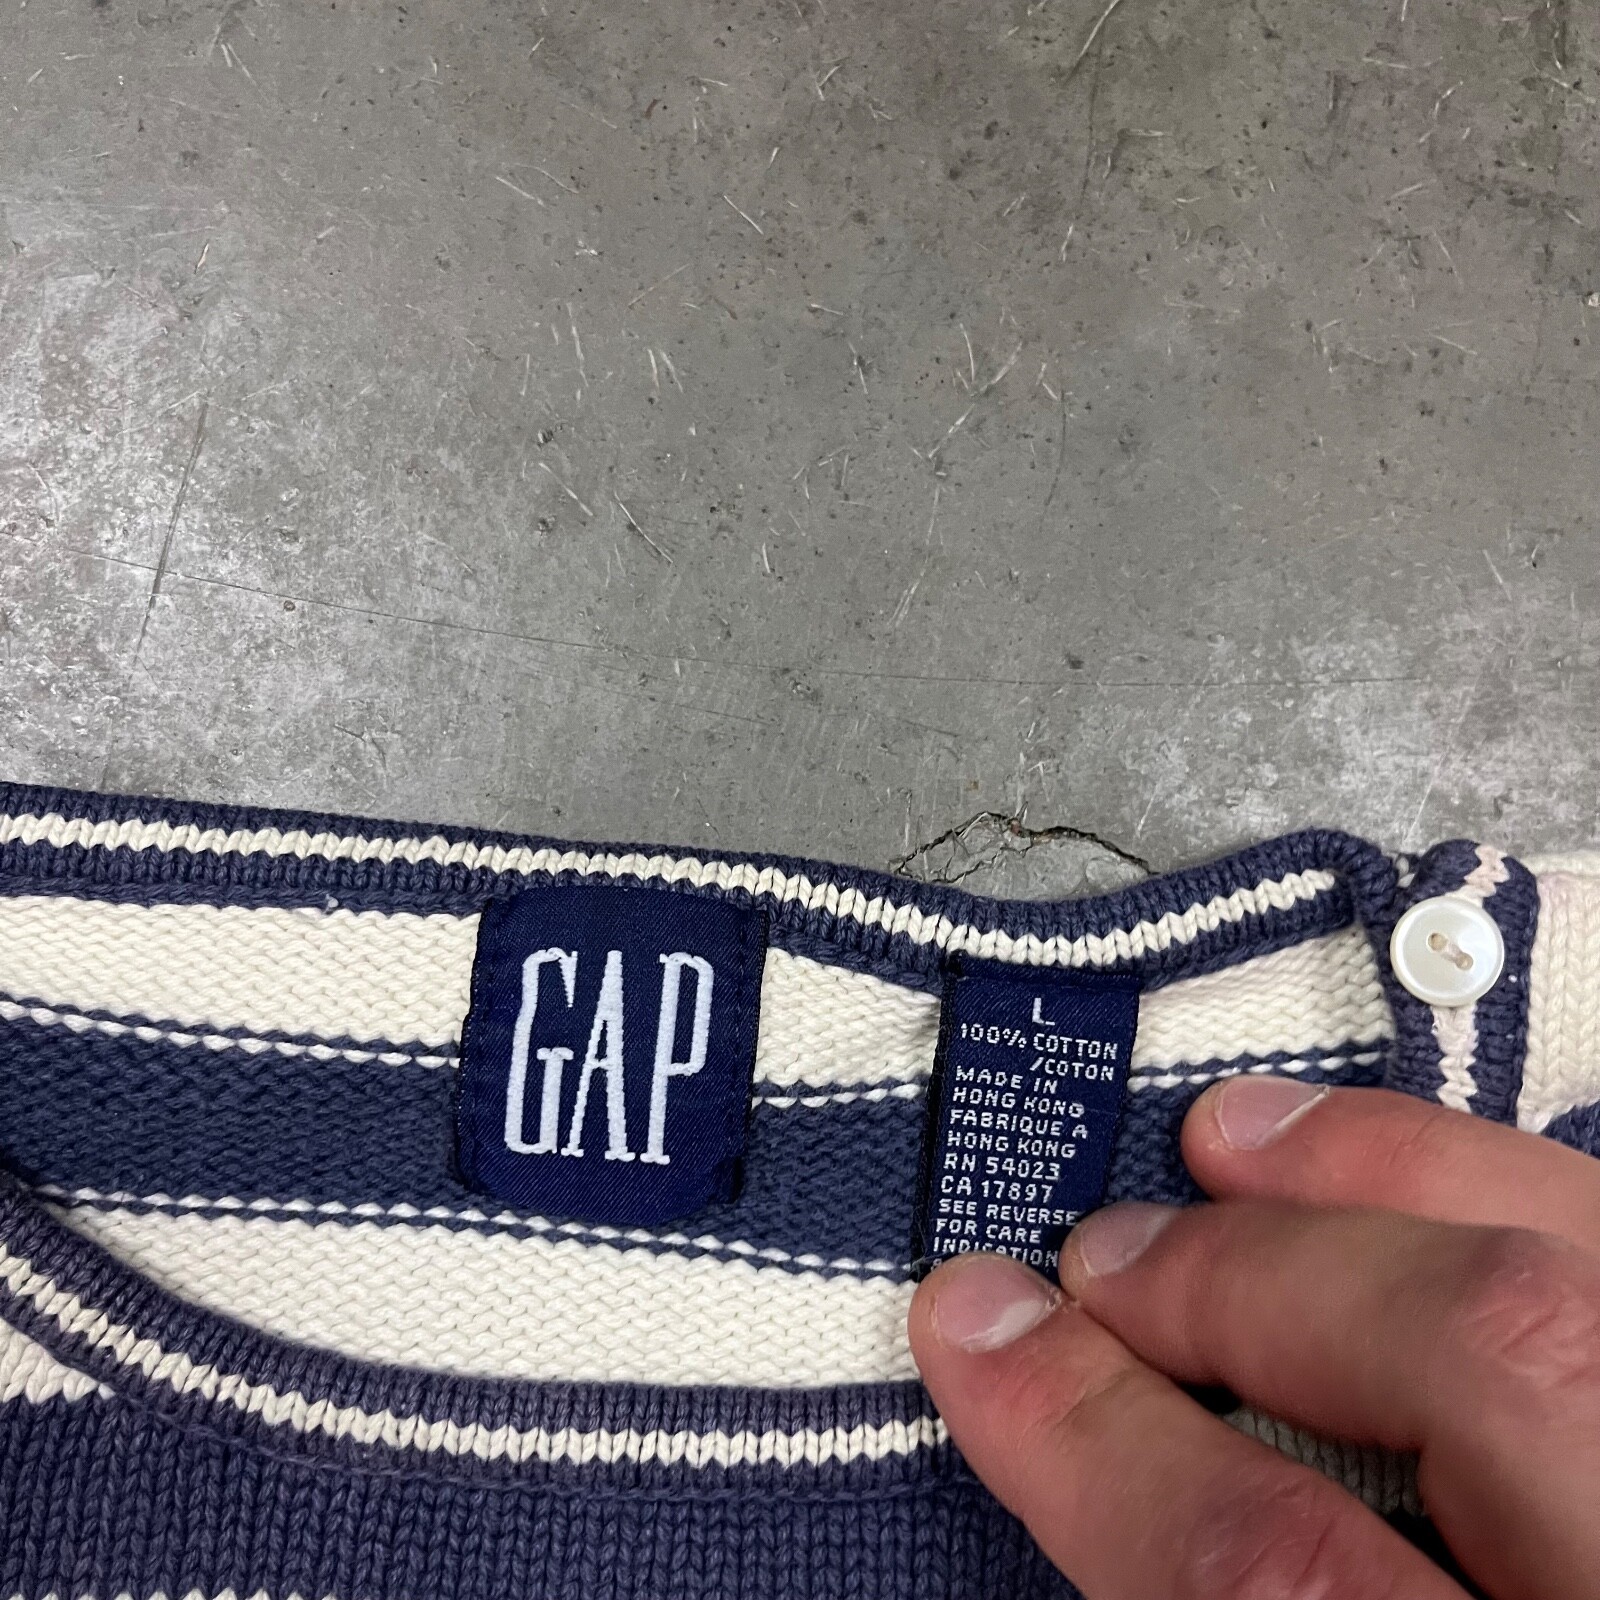 GAP
L
100% COTTON
/COTON
MADE IN
HONG KONG
FABRIQUE A
HONG KONG
RN 54023
CA 17897
SEE REVERSE
FOR CARE
INDICATION